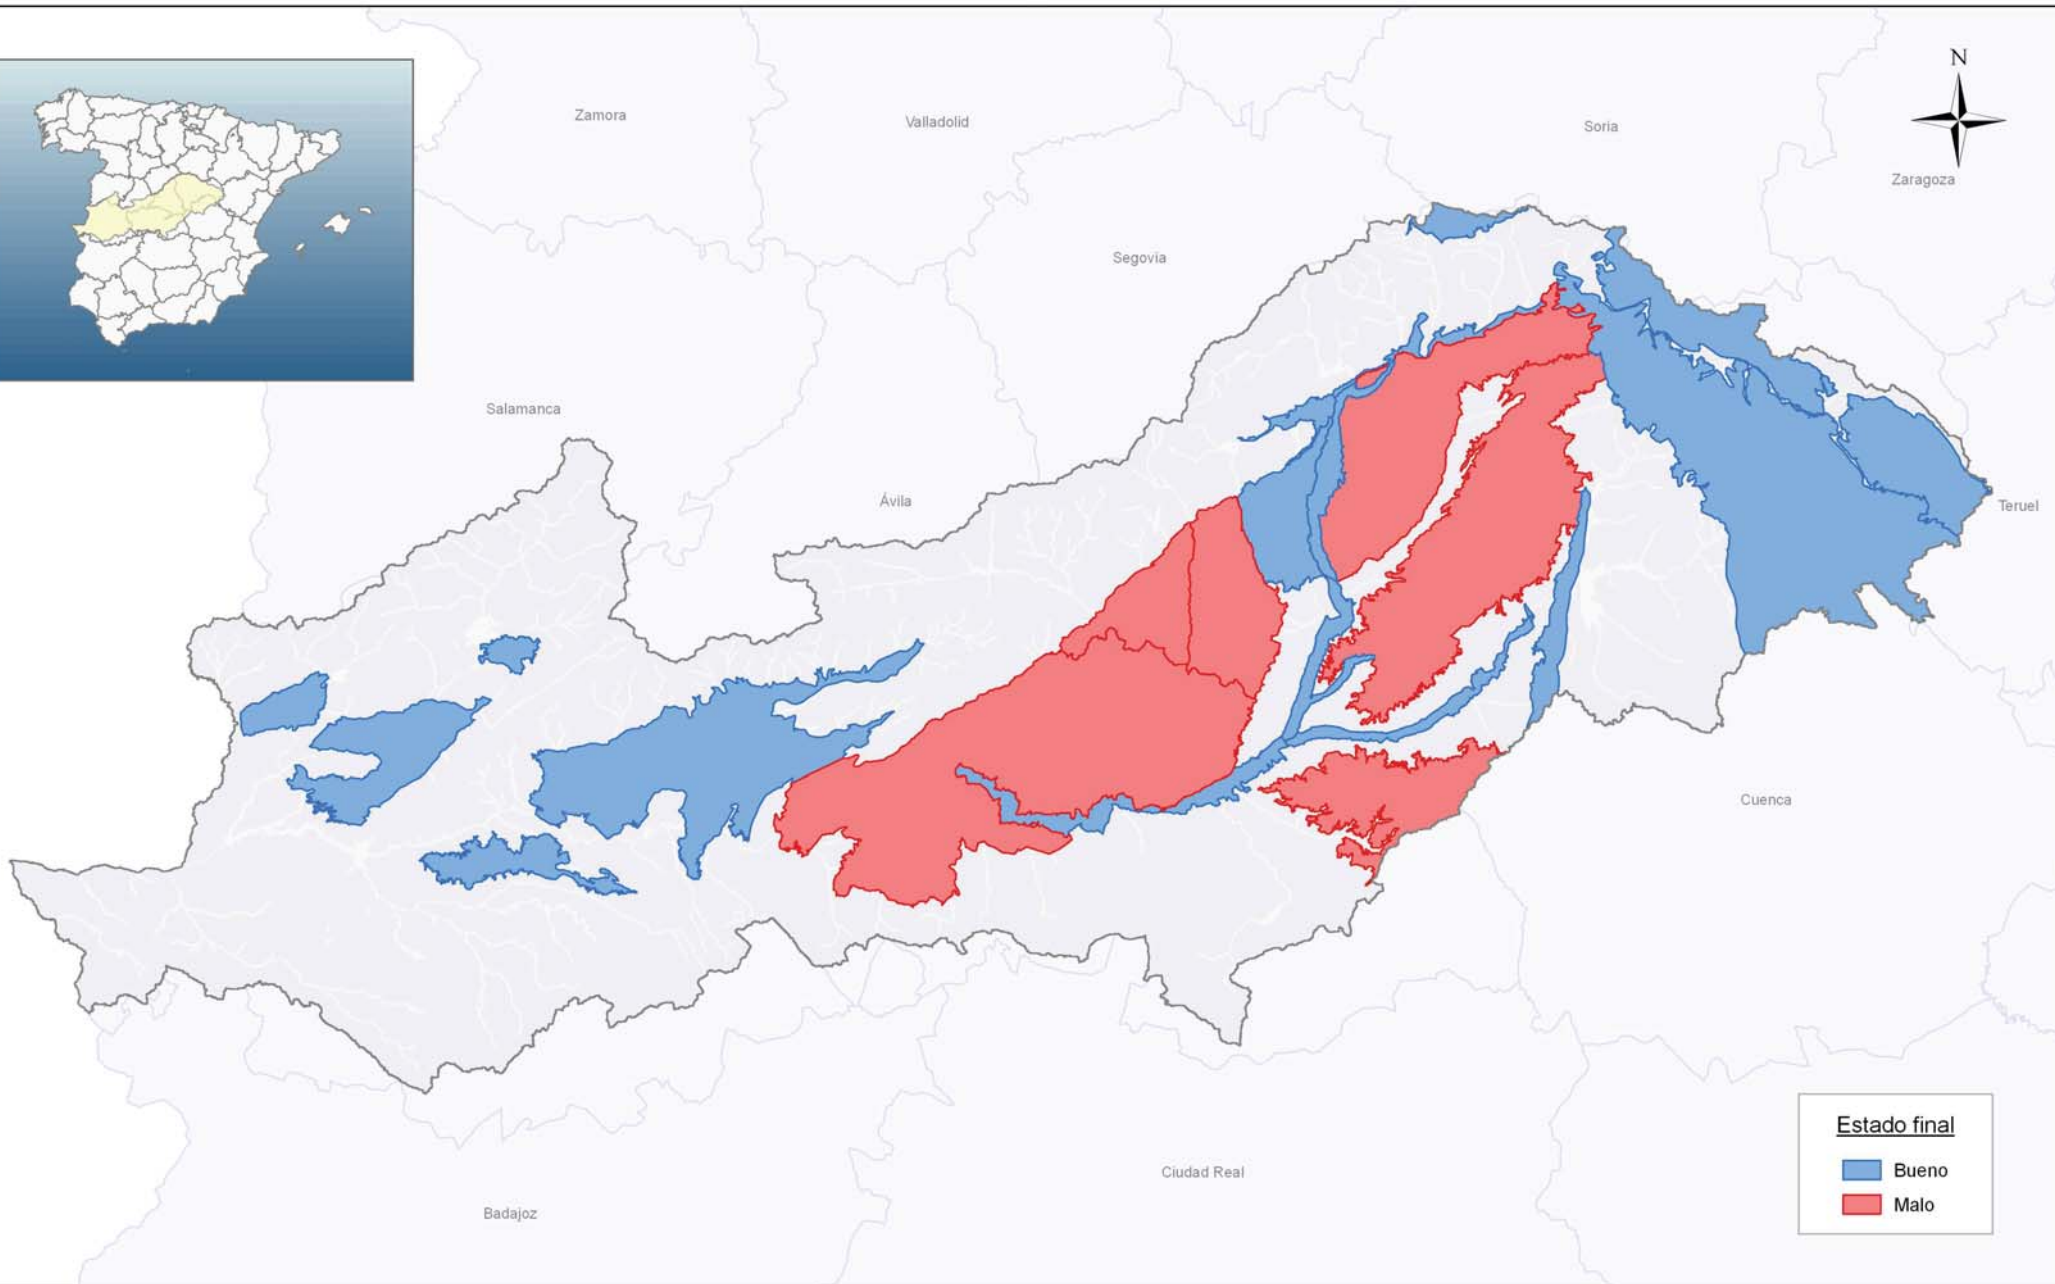 N
Zamora
Valladolid
Soria
Zaragoza
Segovia
Salamanca
Ávila
Teruel
Cuenca
Ciudad Real
Badajoz
Estado final
Bueno
Malo